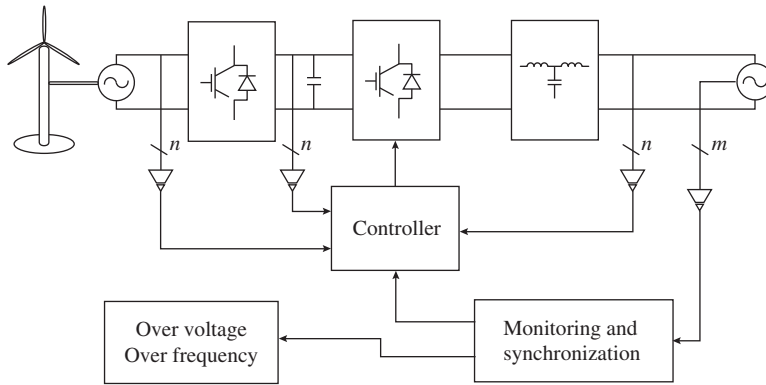 n
n
n
m
Controller
Over voltage
Over frequency
Monitoring and
synchronization